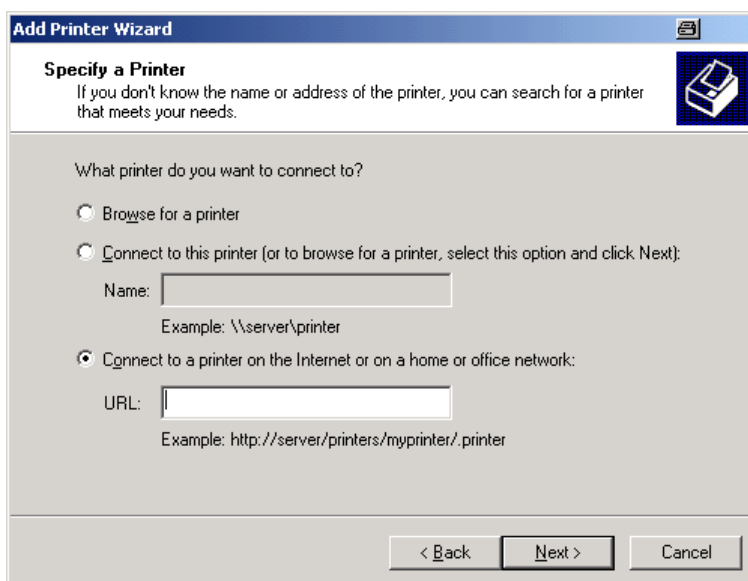 Add Printer Wizard
Specify a Printer
If you don't know the name or address of the printer, you can search for a printer
that meets your needs.
What printer do you want to connect to?
Browse for a printer
Connect to this printer (or to browse for a printer, select this option and click Next):
Name:
Example: \\server\printer
Connect to a printer on the Internet or on a home or office network:
URL:
Example: http://server/printers/myprinter/.printer
< Back Next > Cancel